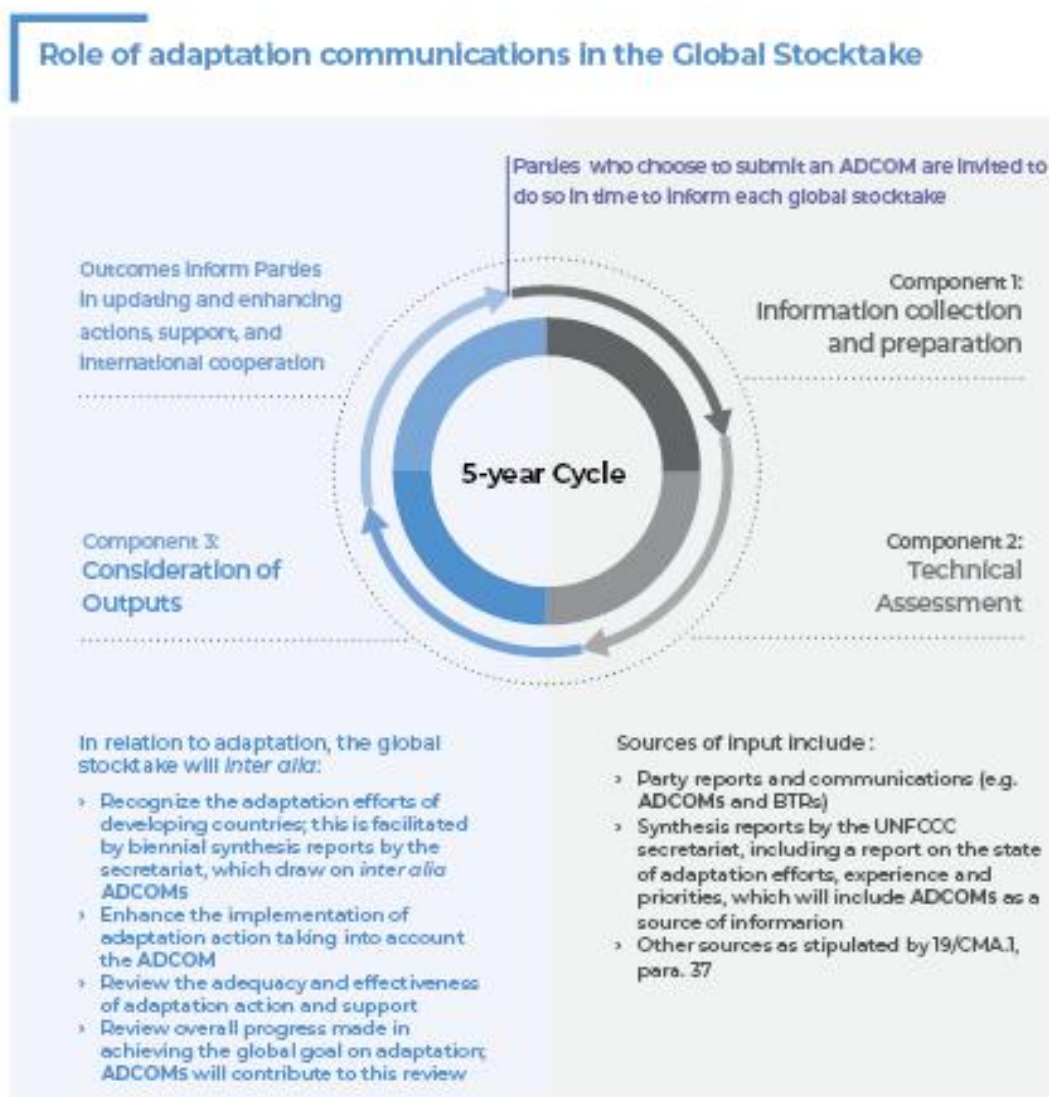 Role of adaptation communications in the Global Stocktake
Parties who choose to submit an ADCOM are invited to
do so in time to inform each global stocktake
Outcomes inform Parties
in updating and enhancing
actions, support, and
international cooperation
Component 1:
Information collection
and preparation
5-year Cycle
Component 3:
Consideration of
Outputs
Component 2:
Technical
Assessment
In relation to adaptation, the global
stocktake will inter alia:
› Recognize the adaptation efforts of
developing countries; this is facilitated
by biennial synthesis reports by the
secretariat, which draw on inter alia
ADCOMs
› Enhance the implementation of
adaptation action taking into account
the ADCOM
› Review the adequacy and effectiveness
of adaptation action and support
› Review overall progress made in
achieving the global goal on adaptation;
ADCOMs will contribute to this review
Sources of input include :
› Party reports and communications (e.g.
ADCOMs and BTRs)
› Synthesis reports by the UNFCCC
secretariat, including a report on the state
of adaptation efforts, experience and
priorities, which will include ADCOMs as a
source of informarion
› Other sources as stipulated by 19/CMA.1,
para. 37